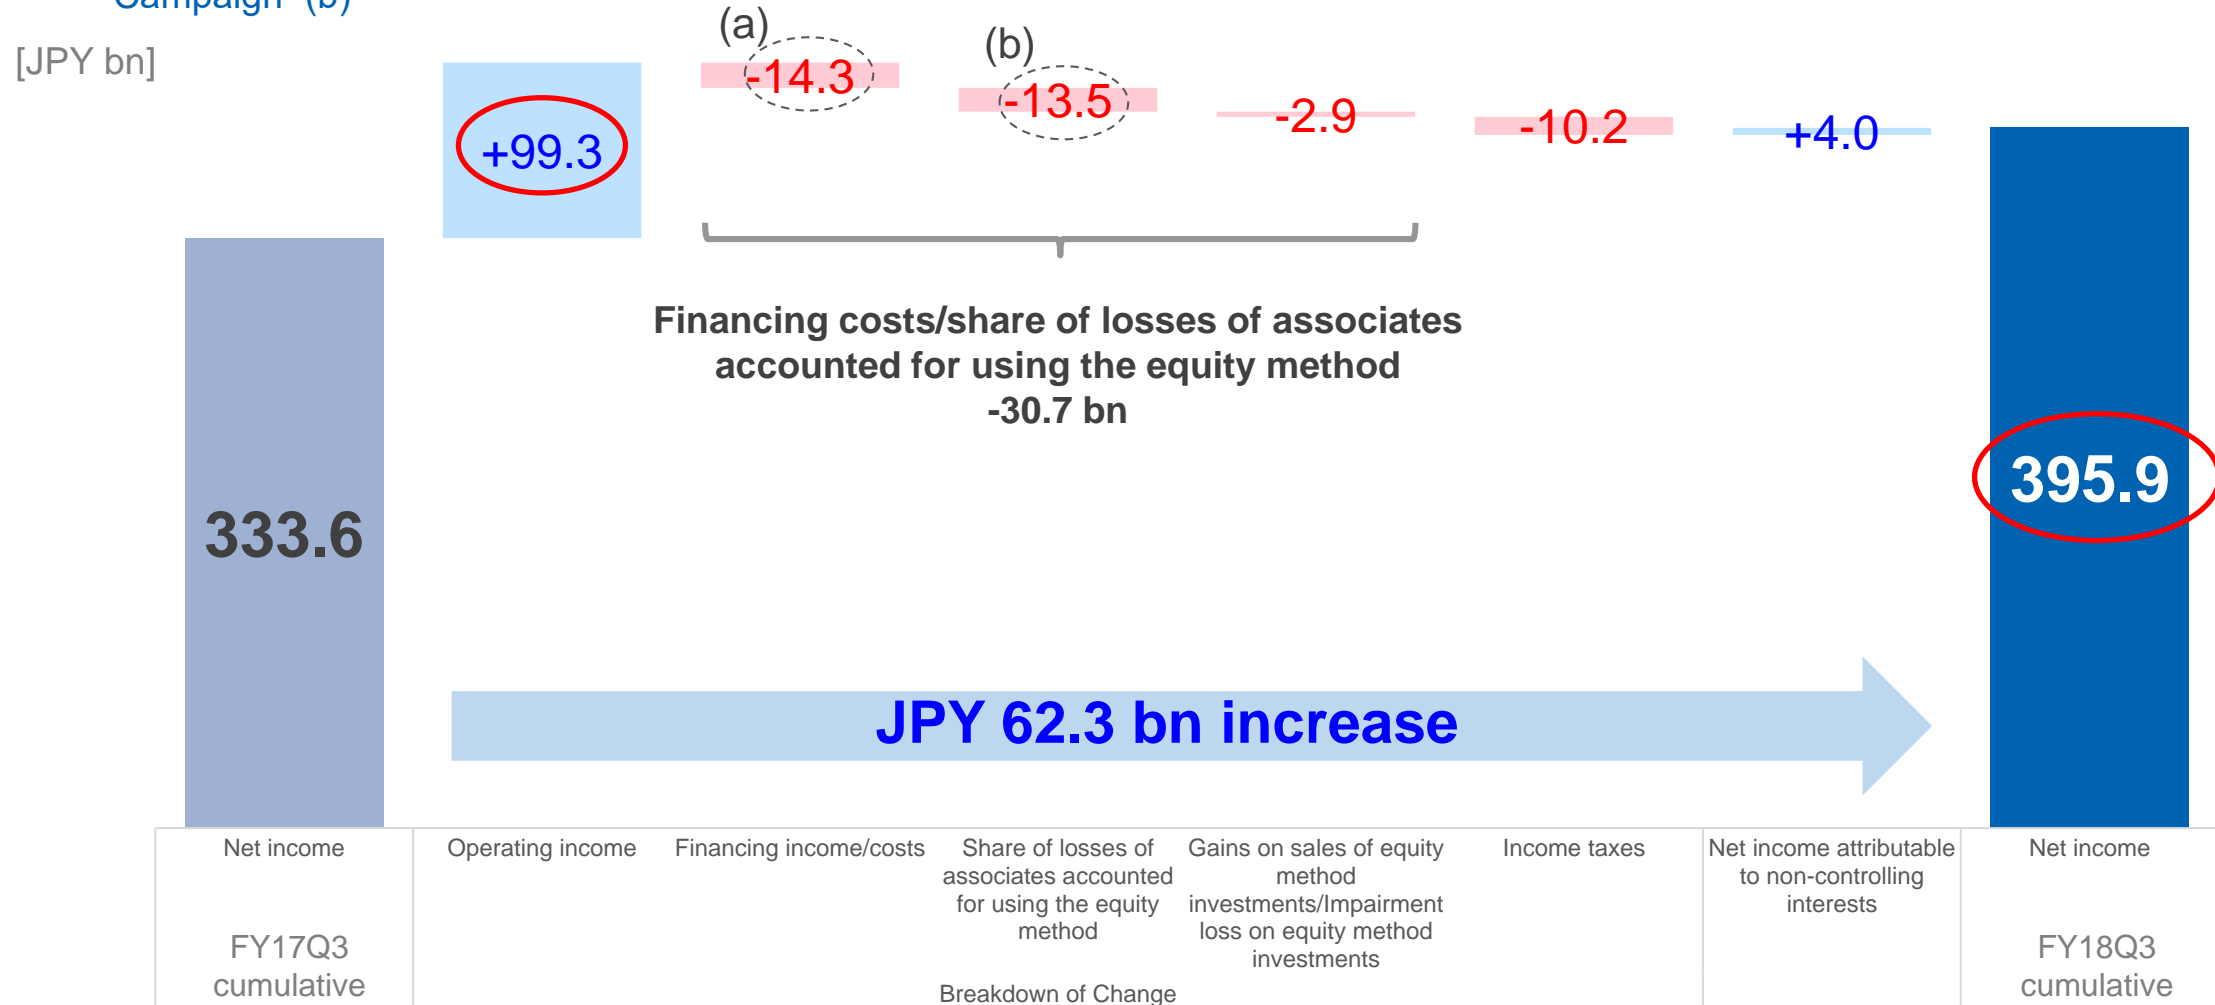 Campaign (b)
[JPY bn]
(a)
(b)
+99.3
-14.3
-13.5
-2.9
-10.2
+4.0
Financing costs/share of losses of associates
accounted for using the equity method
-30.7 bn
333.6
395.9
JPY 62.3 bn increase
Net income
FY17Q3
cumulative
Operating income
Financing income/costs
Share of losses of
associates accounted
for using the equity
method
Gains on sales of equity
method
investments/Impairment
loss on equity method
investments
Income taxes
Net income attributable
to non-controlling
interests
Net income
FY18Q3
cumulative
Breakdown of Change